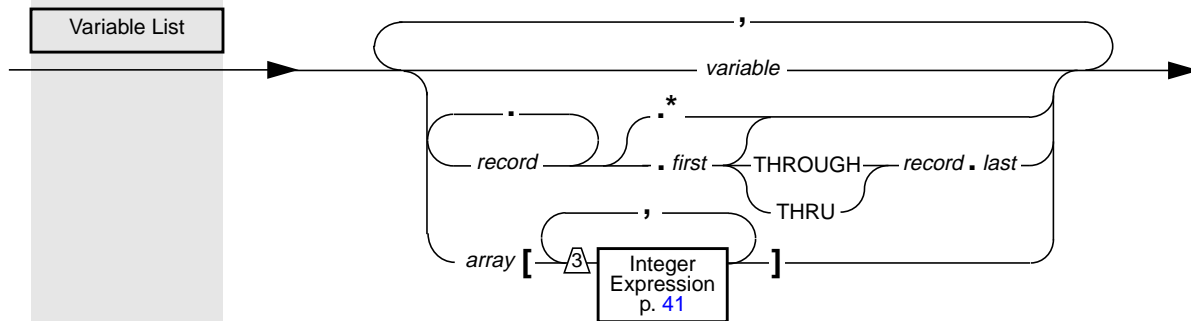 Variable List
,
variable
. .*
record . first THROUGH record . last
THRU
,
array [ 3 Integer ]
Expression
p. 41